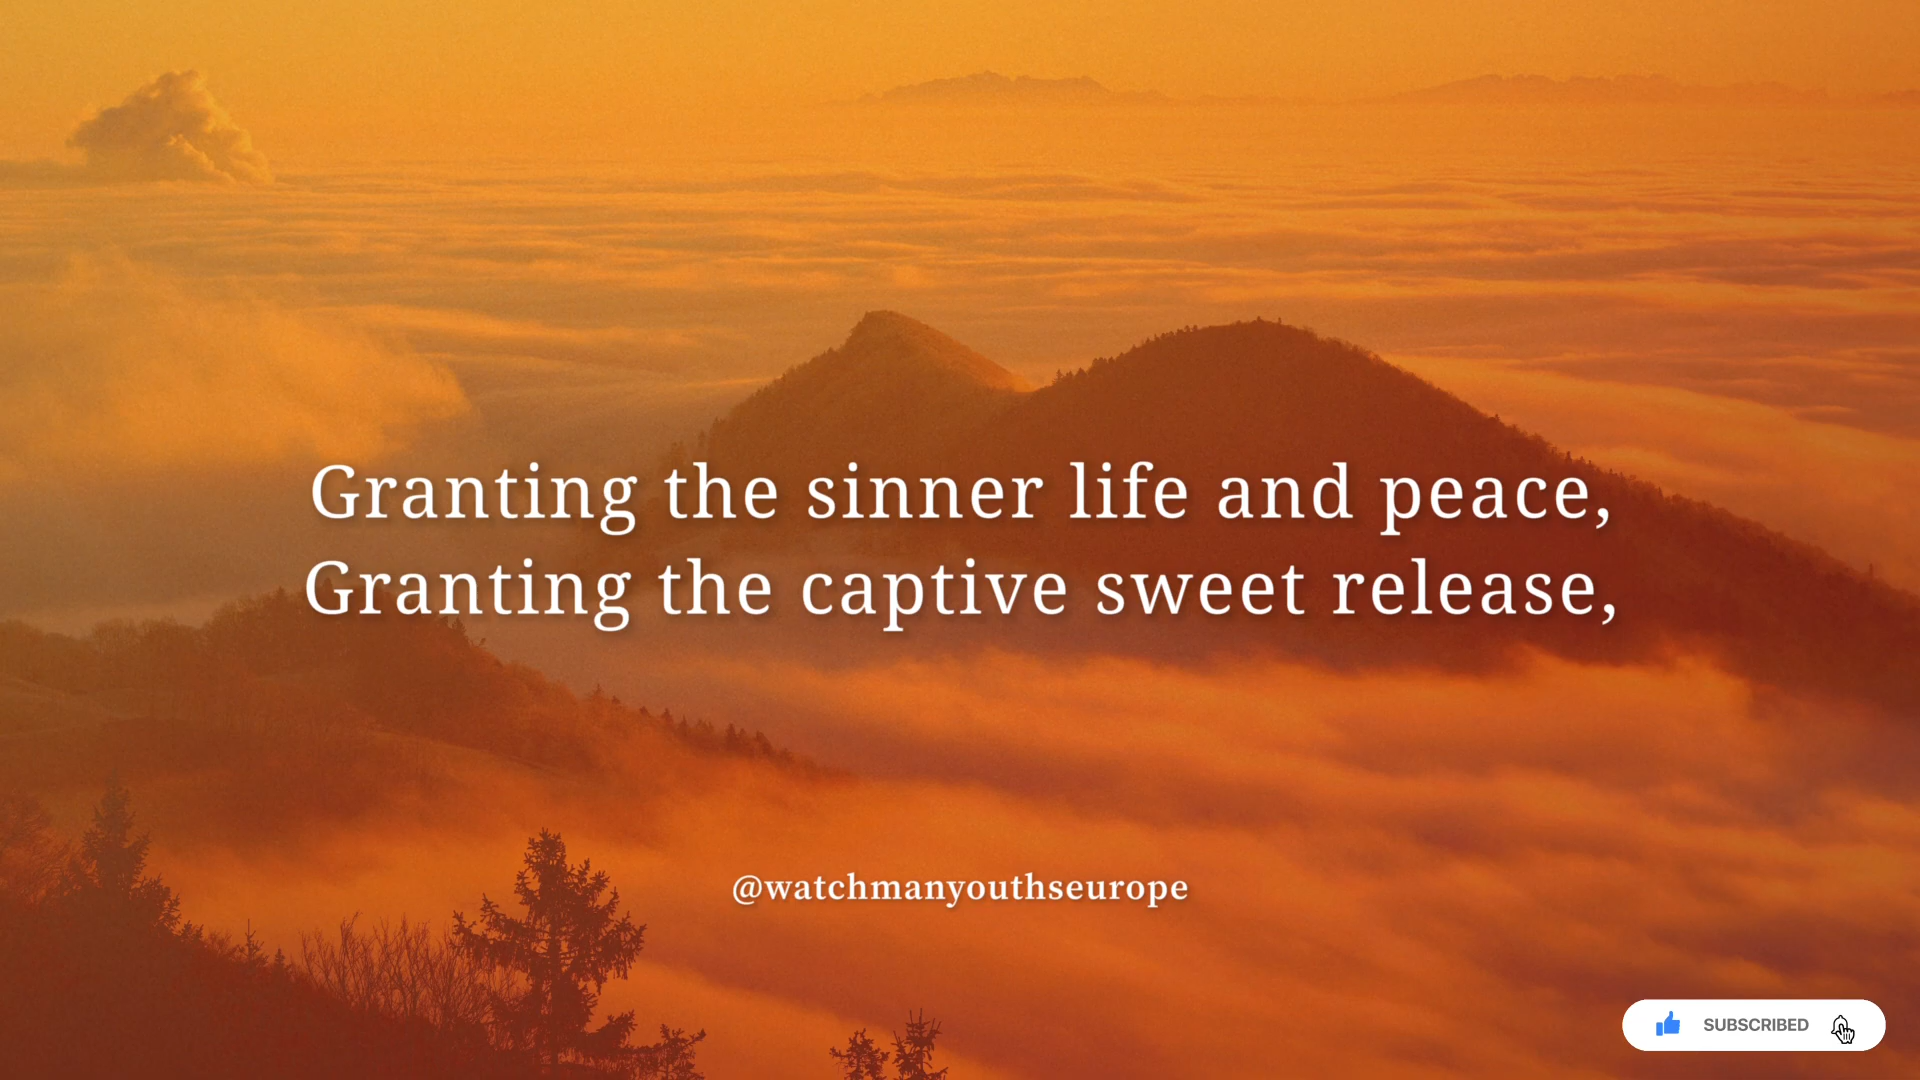 Granting the sinner life and peace,
Granting the captive sweet release,
@watchmanyouthseurope
SUBSCRIBED